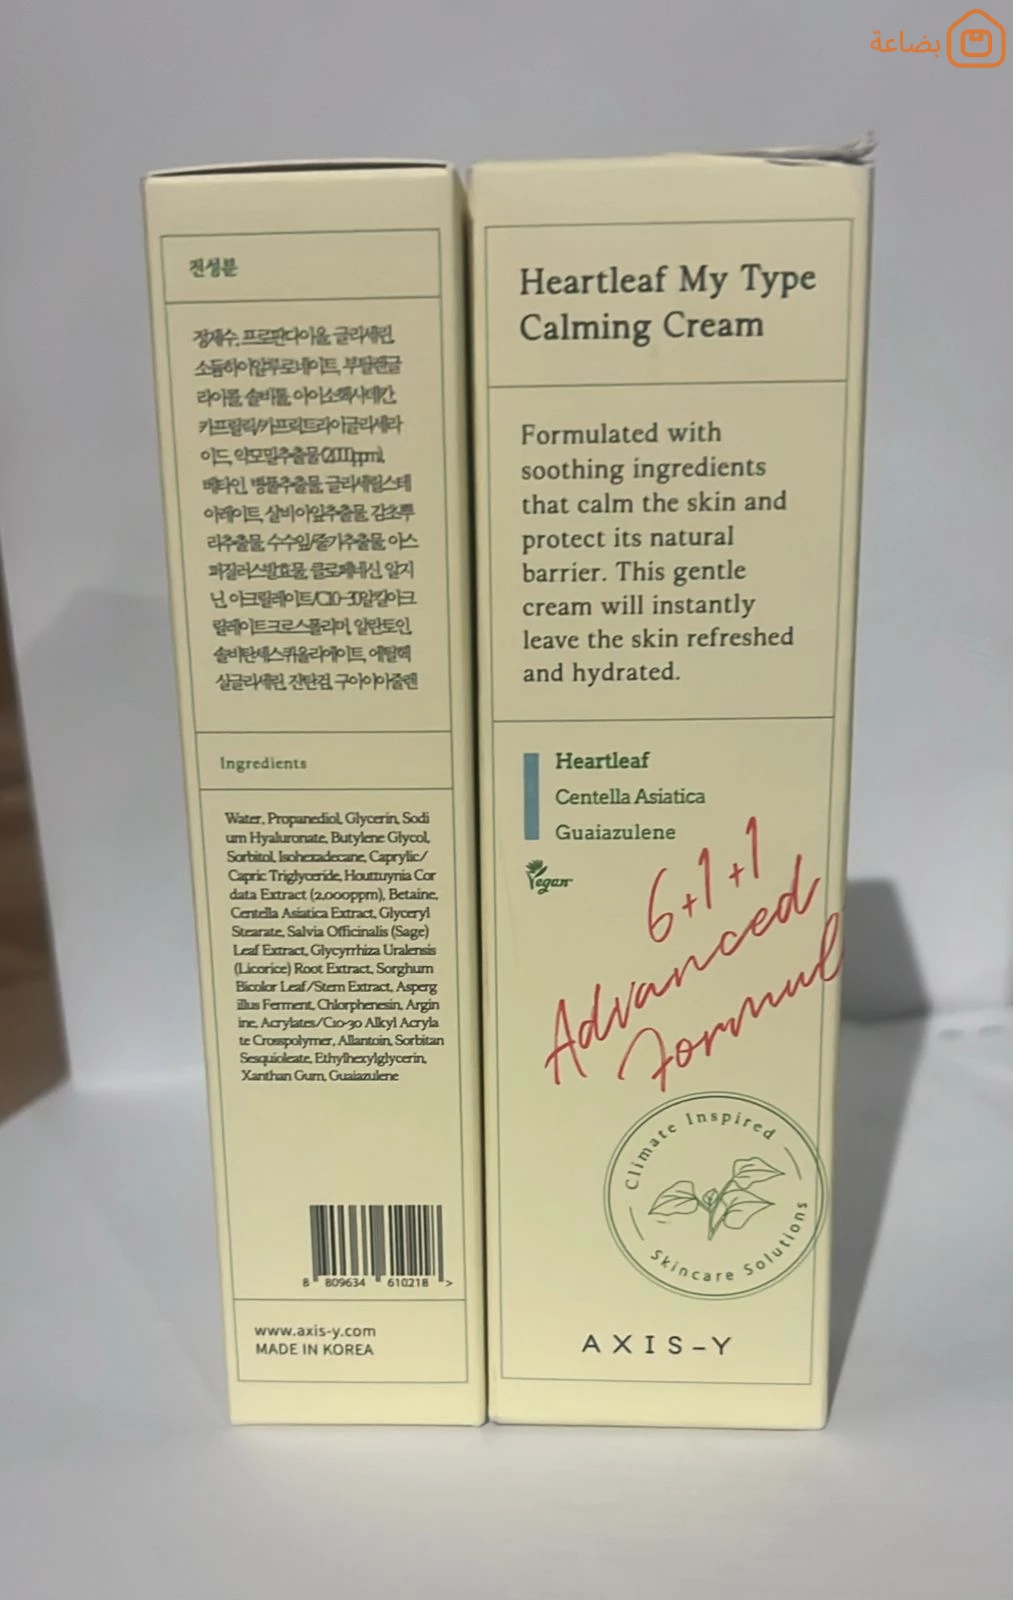 بضاعة
전성분
정제수, 프로판다이올, 글리세린,
소듐하이알루로네이트, 부틸렌글
라이콜, 솔비톨, 아이소헥사데칸,
카프릴릭/카프릭트라이글리세라
이드, 약모밀추출물(2,000ppm),
베타인, 병풀추출물, 글리세릴스테
아레이트, 살비아잎추출물, 감초뿌
리추출물, 수수잎/줄기추출물, 아스
퍼질러스발효물, 클로페네신, 알지
닌, 아크릴레이트/C10-30알킬아크
릴레이트크로스폴리머, 알란토인,
솔비탄세스퀴올리에이트, 에틸헥
실글리세린, 잔탄검, 구아이아줄렌
Ingredients
Water, Propanediol, Glycerin, Sodi
um Hyaluronate, Butylene Glycol,
Sorbitol, Isohexadecane, Caprylic/
Capric Triglyceride, Houttuynia Cor
data Extract (2,000ppm), Betaine,
Centella Asiatica Extract, Glyceryl
Stearate, Salvia Officinalis (Sage)
Leaf Extract, Glycyrrhiza Uralensis
(Licorice) Root Extract, Sorghum
Bicolor Leaf/Stem Extract, Asperg
illus Ferment, Chlorphenesin, Argin
ine, Acrylates/C10-30 Alkyl Acryla
te Crosspolymer, Allantoin, Sorbitan
Sesquioleate, Ethylhexylglycerin,
Xanthan Gum, Guaiazulene
8 809634 610218 >
www.axis-y.com
MADE IN KOREA
Heartleaf My Type
Calming Cream
Formulated with
soothing ingredients
that calm the skin and
protect its natural
barrier. This gentle
cream will instantly
leave the skin refreshed
and hydrated.
Heartleaf
Centella Asiatica
Guaiazulene
Vegan
6+1+1
Advanced
Formul
Climate Inspired
Skincare Solutions
AXIS-Y